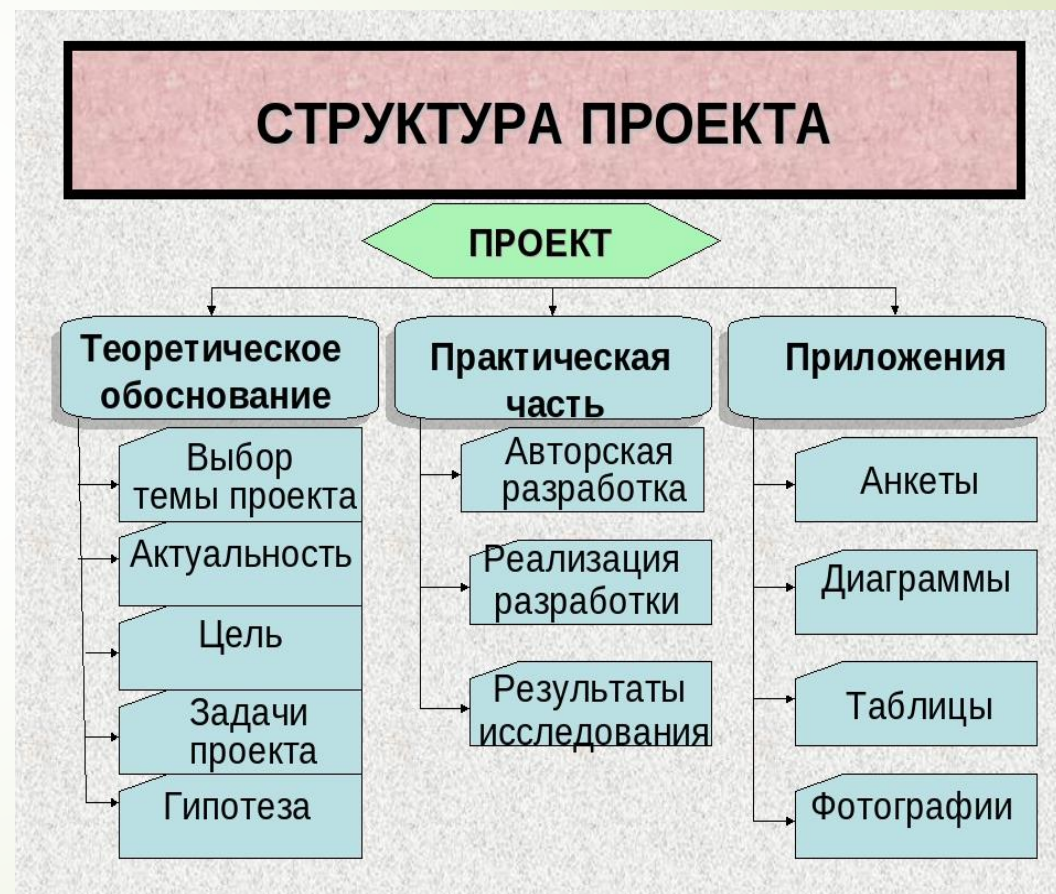 СТРУКТУРА ПРОЕКТА
ПРОЕКТ
Теоретическое
обоснование
Выбор
темы проекта
Актуальность
Цель
Задачи
проекта
Гипотеза
Практическая
часть
Авторская
разработка
Реализация
разработки
Результаты
исследования
Приложения
Анкеты
Диаграммы
Таблицы
Фотографии